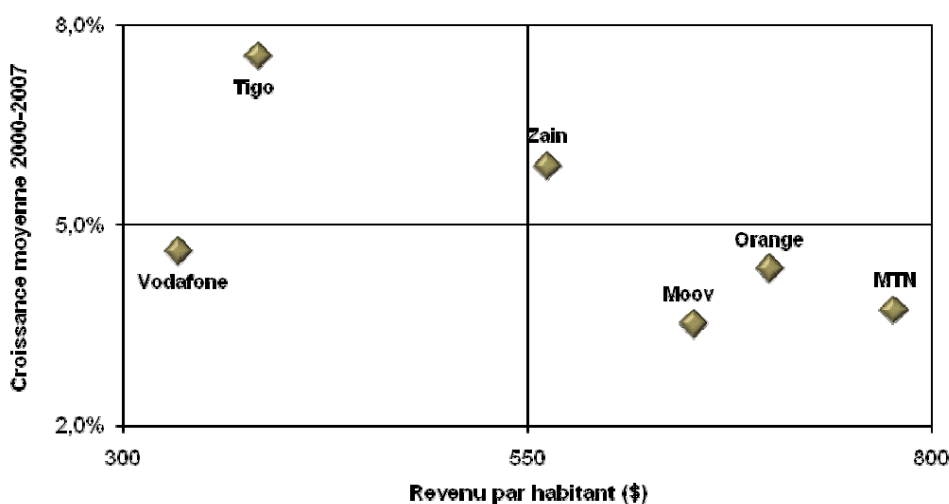 8,0%
Tigo
Zain
Croissance moyenne 2000-2007
5,0%
Orange
Vodafone
Moov
MTN
2,0%
300
550
800
Revenu par habitant ($)